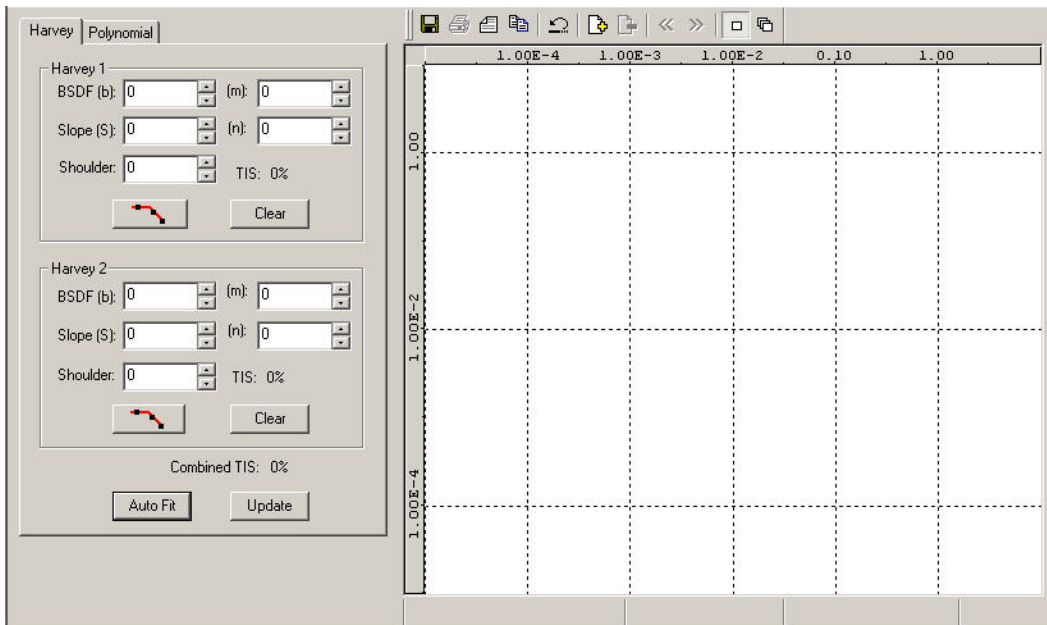 Harvey Polynomial
Harvey 1
BSDF (b): 0 (m): 0
Slope (S): 0 (n): 0
Shoulder: 0 TIS: 0%
Clear
Harvey 2
BSDF (b): 0 (m): 0
Slope (S): 0 (n): 0
Shoulder: 0 TIS: 0%
Clear
Combined TIS: 0%
Auto Fit Update
1.00E-4 1.00E-3 1.00E-2 0.10 1.00
1.00
1.00E-2
1.00E-4